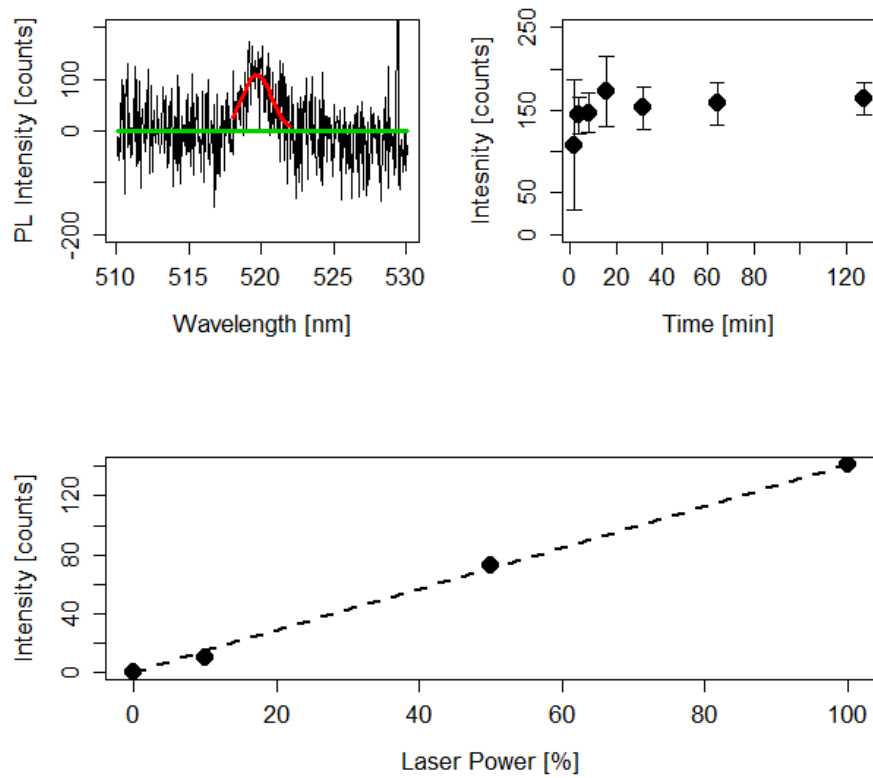 PL Intensity [counts]
-200 0 100
510 515 520 525 530
Wavelength [nm]
Intesnity [counts]
0 50 150 250
0 20 40 60 80 120
Time [min]
Intensity [counts]
0 40 80 120
0 20 40 60 80 100
Laser Power [%]